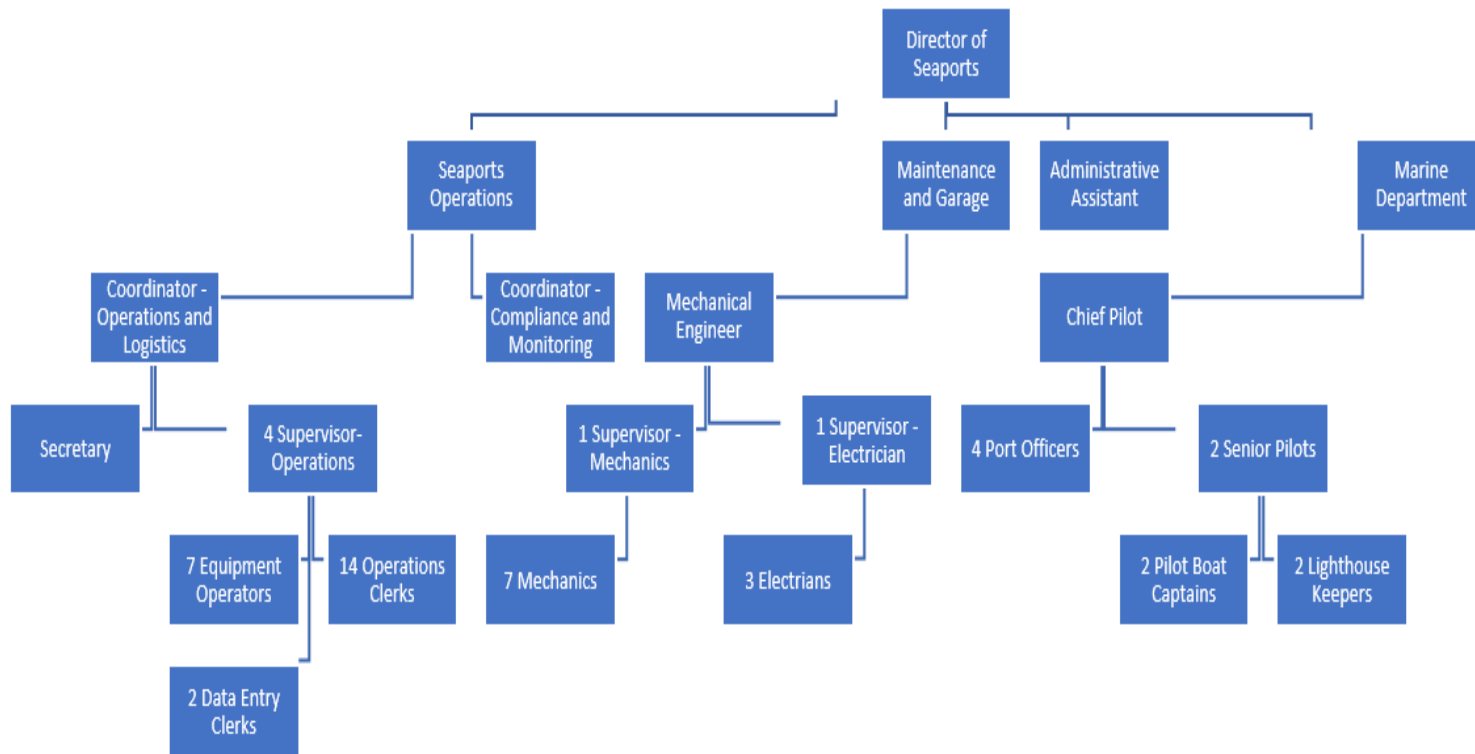 Director of
Seaports
Seaports
Operations
Maintenance
and Garage
Administrative
Assistant
Marine
Department
Coordinator -
Operations and
Logistics
Coordinator -
Compliance and
Monitoring
Mechanical
Engineer
Chief Pilot
Secretary
4 Supervisor-
Operations
1 Supervisor -
Mechanics
1 Supervisor -
Electrician
4 Port Officers
2 Senior Pilots
7 Equipment
Operators
14 Operations
Clerks
7 Mechanics
3 Electrians
2 Pilot Boat
Captains
2 Lighthouse
Keepers
2 Data Entry
Clerks